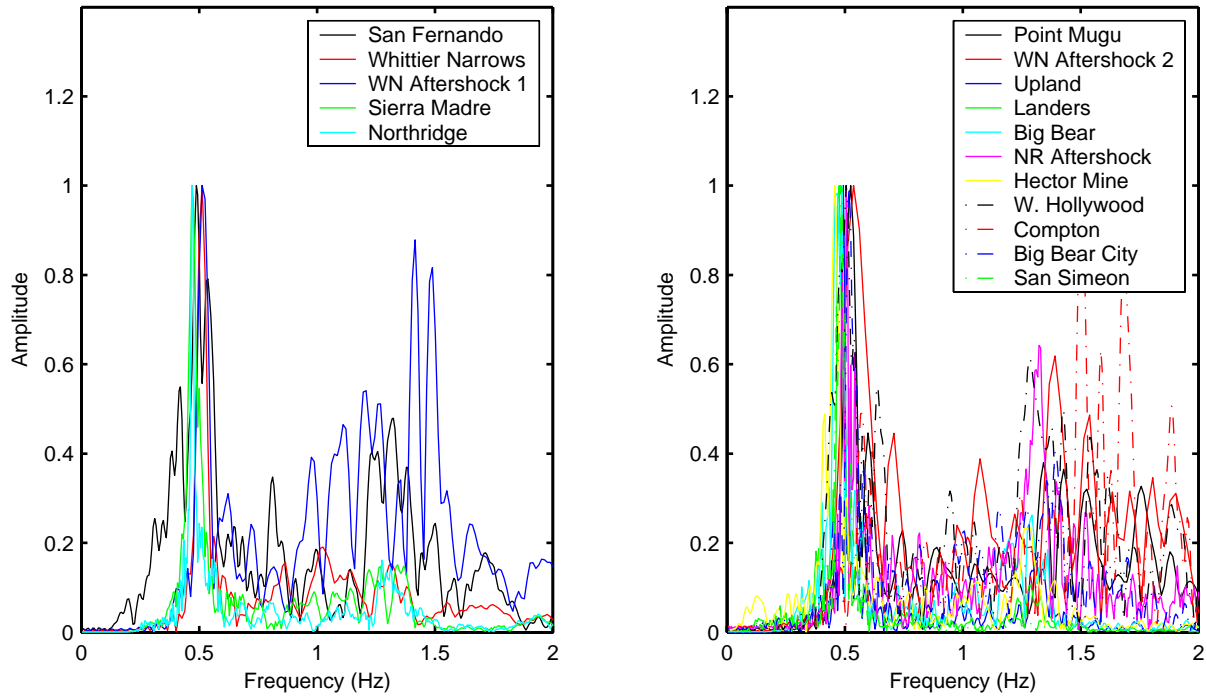 San Fernando
Whittier Narrows
WN Aftershock 1
Sierra Madre
Northridge
1.2
1
0.8
0.6
0.4
0.2
0
Amplitude
0 0.5 1 1.5 2
Frequency (Hz)
Point Mugu
WN Aftershock 2
Upland
Landers
Big Bear
NR Aftershock
Hector Mine
W. Hollywood
Compton
Big Bear City
San Simeon
1.2
1
0.8
0.6
0.4
0.2
0
Amplitude
0 0.5 1 1.5 2
Frequency (Hz)